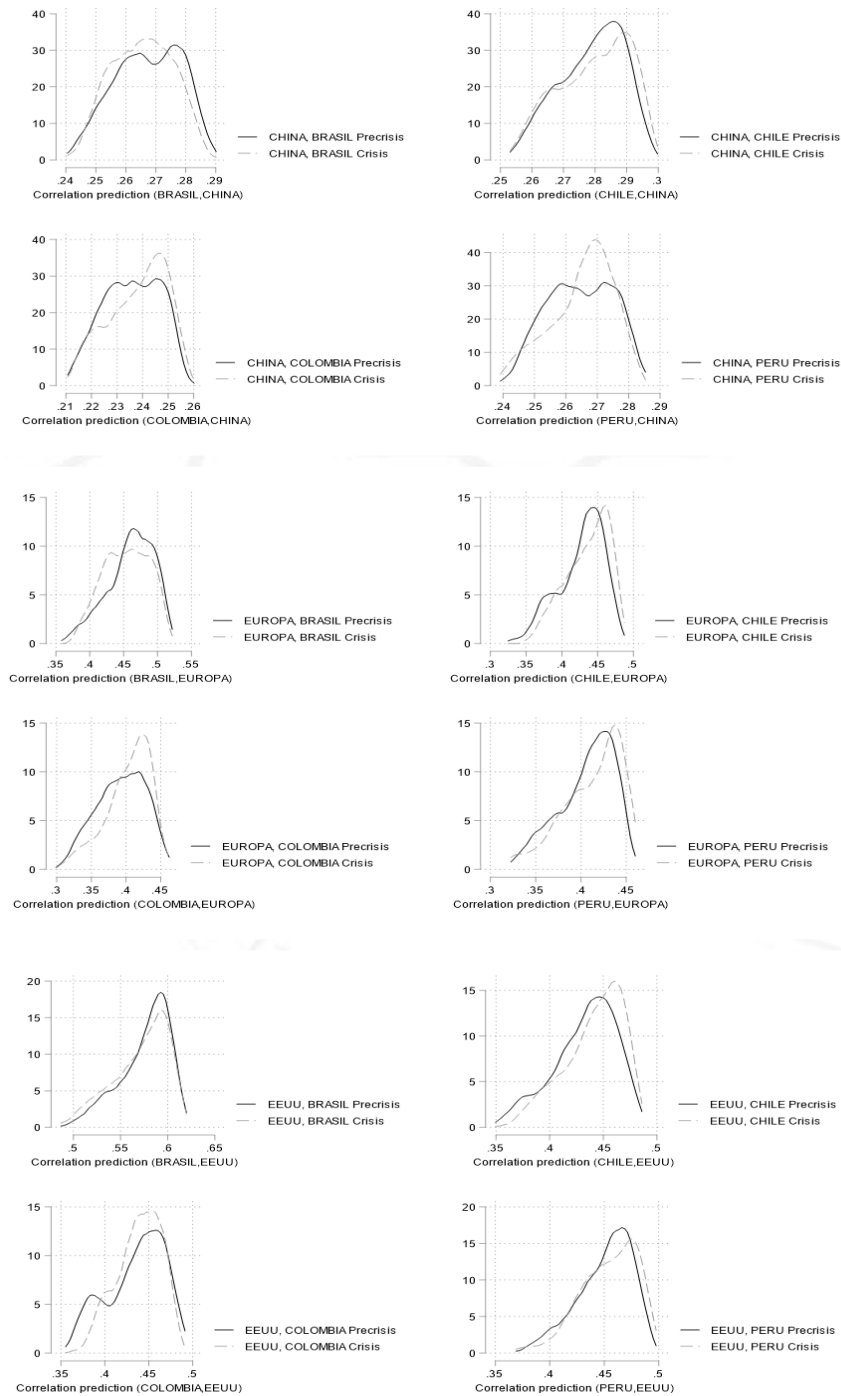 40
30
20
10
0
.24 .25 .26 .27 .28 .29
Correlation prediction (BRASIL,CHINA)
CHINA, BRASIL Precrisis
CHINA, BRASIL Crisis
40
30
20
10
0
.25 .26 .27 .28 .29 .3
Correlation prediction (CHILE,CHINA)
CHINA, CHILE Precrisis
CHINA, CHILE Crisis
40
30
20
10
0
.21 .22 .23 .24 .25 .26
Correlation prediction (COLOMBIA,CHINA)
CHINA, COLOMBIA Precrisis
CHINA, COLOMBIA Crisis
40
30
20
10
0
.24 .25 .26 .27 .28 .29
Correlation prediction (PERU,CHINA)
CHINA, PERU Precrisis
CHINA, PERU Crisis
15
10
5
0
.35 .4 .45 .5 .55
Correlation prediction (BRASIL,EUROPA)
EUROPA, BRASIL Precrisis
EUROPA, BRASIL Crisis
15
10
5
0
.3 .35 .4 .45 .5
Correlation prediction (CHILE,EUROPA)
EUROPA, CHILE Precrisis
EUROPA, CHILE Crisis
15
10
5
0
.3 .35 .4 .45
Correlation prediction (COLOMBIA,EUROPA)
EUROPA, COLOMBIA Precrisis
EUROPA, COLOMBIA Crisis
15
10
5
0
.3 .35 .4 .45
Correlation prediction (PERU,EUROPA)
EUROPA, PERU Precrisis
EUROPA, PERU Crisis
20
15
10
5
0
.5 .55 .6 .65
Correlation prediction (BRASIL,EEUU)
EEUU, BRASIL Precrisis
EEUU, BRASIL Crisis
15
10
5
0
.35 .4 .45 .5
Correlation prediction (CHILE,EEUU)
EEUU, CHILE Precrisis
EEUU, CHILE Crisis
15
10
5
0
.35 .4 .45 .5
Correlation prediction (COLOMBIA,EEUU)
EEUU, COLOMBIA Precrisis
EEUU, COLOMBIA Crisis
20
15
10
5
0
.35 .4 .45 .5
Correlation prediction (PERU,EEUU)
EEUU, PERU Precrisis
EEUU, PERU Crisis